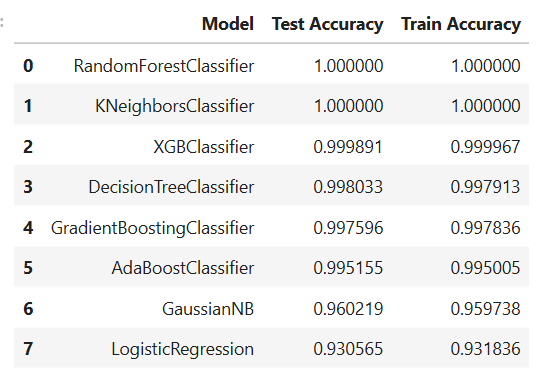 Model Test Accuracy Train Accuracy
0 RandomForestClassifier 1.000000 1.000000
1 KNeighborsClassifier 1.000000 1.000000
2 XGBClassifier 0.999891 0.999967
3 DecisionTreeClassifier 0.998033 0.997913
4 GradientBoostingClassifier 0.997596 0.997836
5 AdaBoostClassifier 0.995155 0.995005
6 GaussianNB 0.960219 0.959738
7 LogisticRegression 0.930565 0.931836